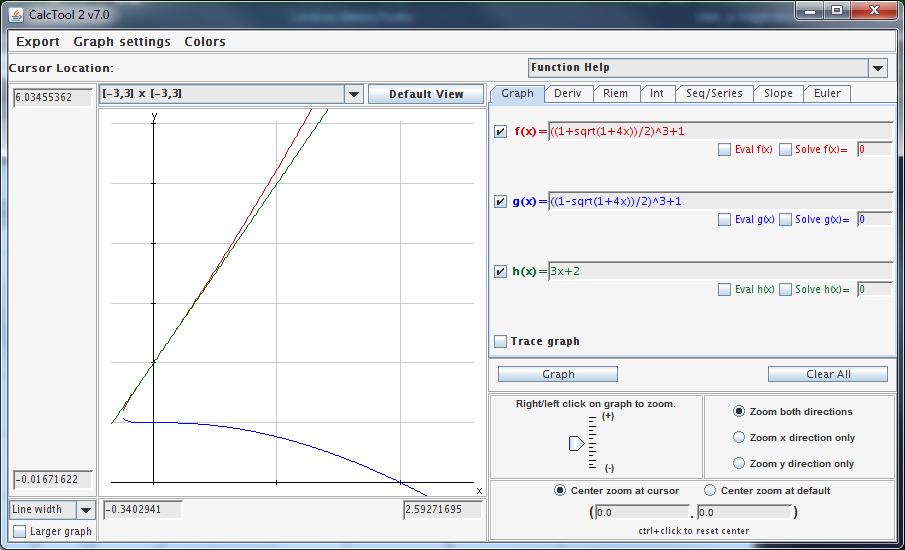 CalcTool 2 v7.0
Export Graph settings Colors
Cursor Location:
Function Help
6.03455362
[-3,3] x [-3,3]
Default View
Graph Deriv Riem Int Seq/Series Slope Euler
y
f(x)=((1+sqrt(1+4x))/2)^3+1
Eval f(x) Solve f(x)= 0
g(x)=((1-sqrt(1+4x))/2)^3+1
Eval g(x) Solve g(x)= 0
h(x)=3x+2
Eval h(x) Solve h(x)= 0
Trace graph
Graph Clear All
Right/left click on graph to zoom.
(+)
(-)
Zoom both directions
Zoom x direction only
Zoom y direction only
-0.01671622
x
Center zoom at cursor Center zoom at default
Line width
-0.3402941
2.59271695
(0.0 . 0.0 )
Larger graph
ctrl+click to reset center